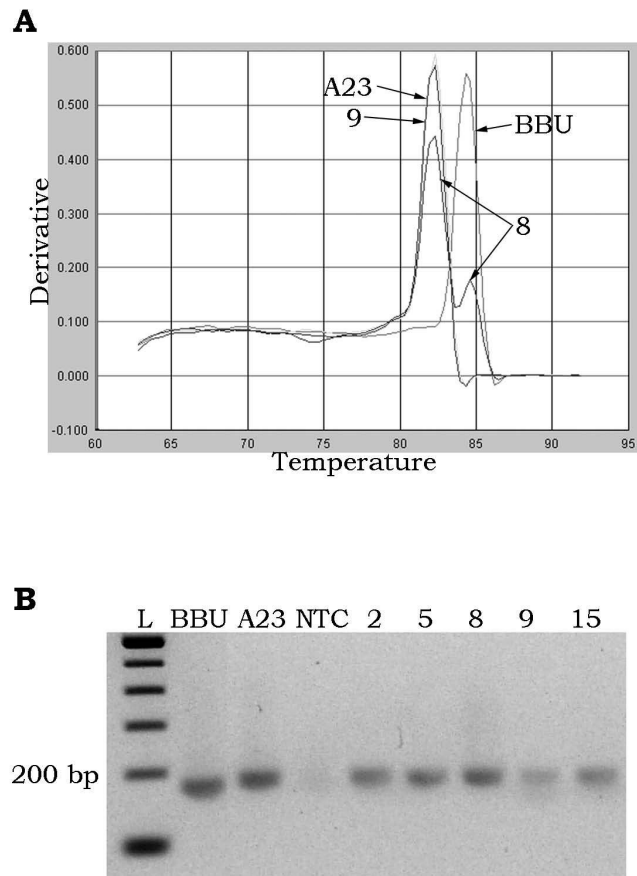 A
0.600
0.500
0.400
0.300
0.200
0.100
0.000
-0.100
Derivative
A23
9
BBU
8
60 65 70 75 80 85 90 95
Temperature
B
L BBU A23 NTC 2 5 8 9 15
200 bp